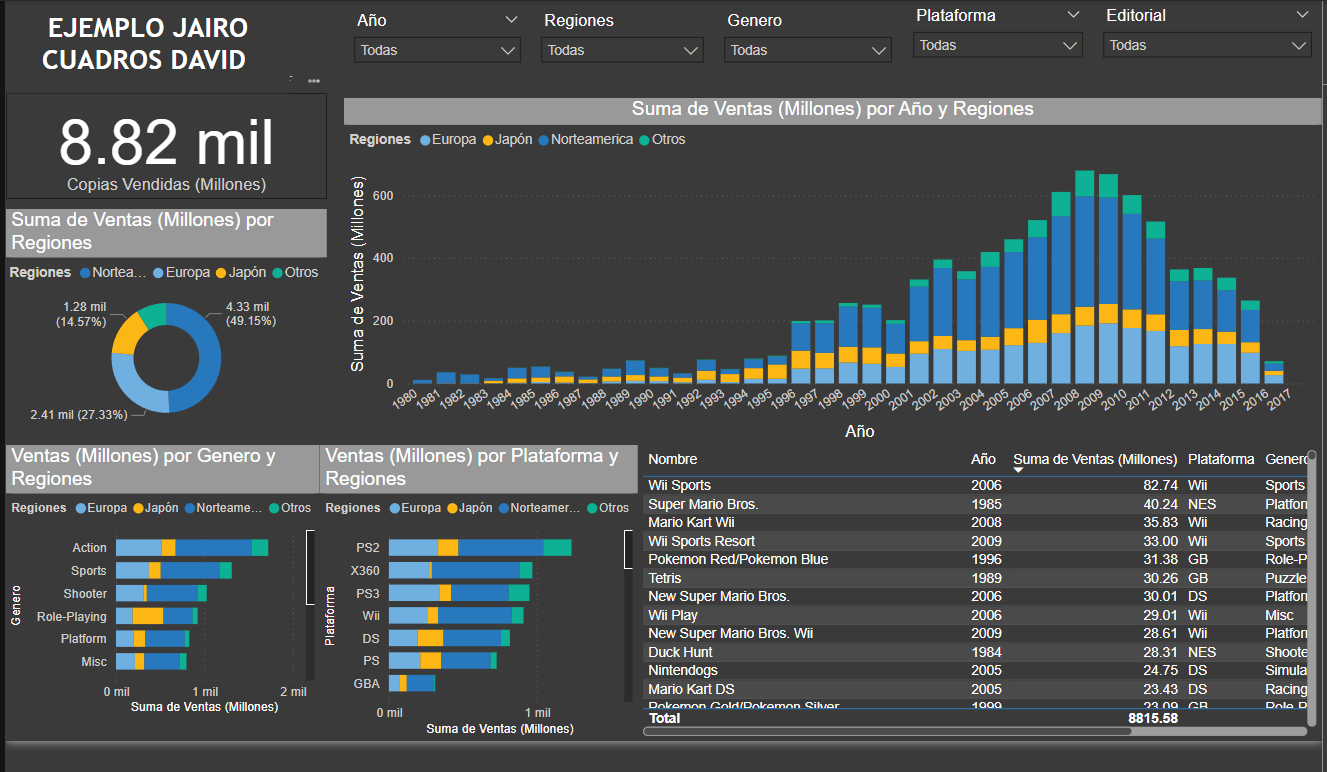 EJEMPLO JAIRO
CUADROS DAVID
Año
Regiones
Genero
Plataforma
Editorial
Todas
Todas
Todas
Todas
Todas
8.82 mil
Copias Vendidas (Millones)
Suma de Ventas (Millones) por Año y Regiones
Regiones Europa Japón Norteamerica Otros
Suma de Ventas (Millones)
600
400
200
0
1980 1981 1982 1983 1984 1985 1986 1987 1988 1989 1990 1991 1992 1993 1994 1995 1996 1997 1998 1999 2000 2001 2002 2003 2004 2005 2006 2007 2008 2009 2010 2011 2012 2013 2014 2015 2016 2017
Año
Suma de Ventas (Millones) por
Regiones
Regiones Nortea... Europa Japón Otros
1.28 mil
(14.57%)
4.33 mil
(49.15%)
2.41 mil (27.33%)
Ventas (Millones) por Genero y
Regiones
Regiones Europa Japón Norteame... Otros
Genero
Action
Sports
Shooter
Role-Playing
Platform
Misc
0 mil 1 mil 2 mil
Suma de Ventas (Millones)
Ventas (Millones) por Plataforma y
Regiones
Regiones Europa Japón Norteamer... Otros
Plataforma
PS2
X360
PS3
Wii
DS
PS
GBA
0 mil 1 mil
Suma de Ventas (Millones)
Nombre Año Suma de Ventas (Millones) Plataforma Genero
Wii Sports 2006 82.74 Wii Sports
Super Mario Bros. 1985 40.24 NES Platfor
Mario Kart Wii 2008 35.83 Wii Racing
Wii Sports Resort 2009 33.00 Wii Sports
Pokemon Red/Pokemon Blue 1996 31.38 GB Role-P
Tetris 1989 30.26 GB Puzzle
New Super Mario Bros. 2006 30.01 DS Platfor
Wii Play 2006 29.01 Wii Misc
New Super Mario Bros. Wii 2009 28.61 Wii Platfor
Duck Hunt 1984 28.31 NES Shoote
Nintendogs 2005 24.75 DS Simula
Mario Kart DS 2005 23.43 DS Racing
Pokemon Gold/Pokemon Silver 1999 23.09 GB Role-P
Total 8815.58